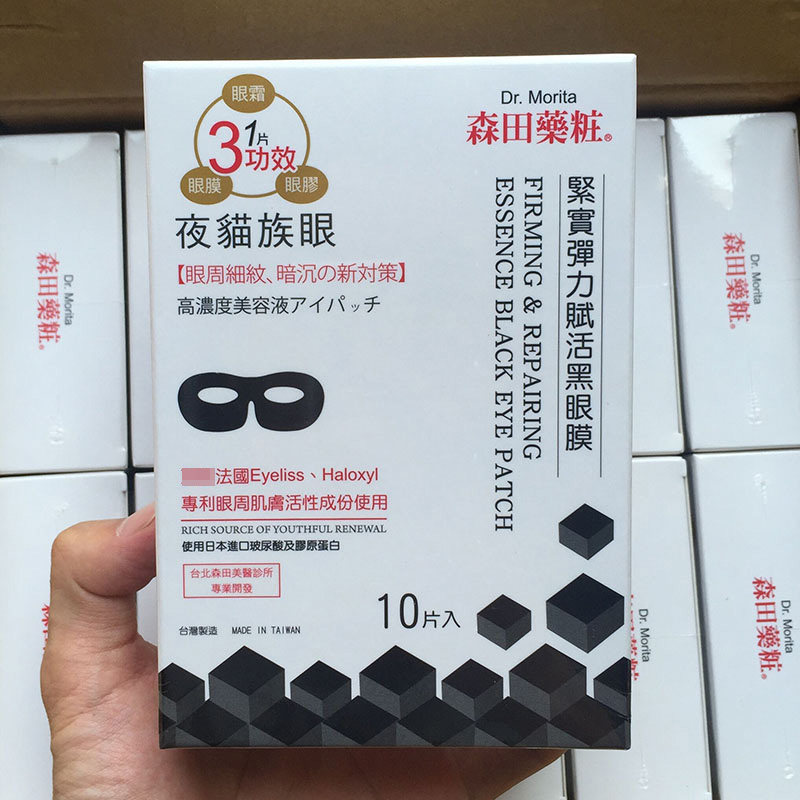 眼霜
1片
3功效
眼膜 眼膠
Dr. Morita
森田藥粧®
夜貓族眼
【眼周細紋、暗沉の新対策】
高濃度美容液アイパッチ
緊實彈力賦活黑眼膜
FIRMING & REPAIRING
ESSENCE BLACK EYE PATCH
法國Eyeliss、Haloxyl
專利眼周肌膚活性成份使用
RICH SOURCE OF YOUTHFUL RENEWAL
使用日本進口玻尿酸及膠原蛋白
台北森田美醫診所
專業開發
10片入
台灣製造 MADE IN TAIWAN
Dr. Morita
森田藥粧®
Dr. Morita
森田藥粧®
Dr. Morita
森田藥粧
Dr. Morita
森田藥粧®